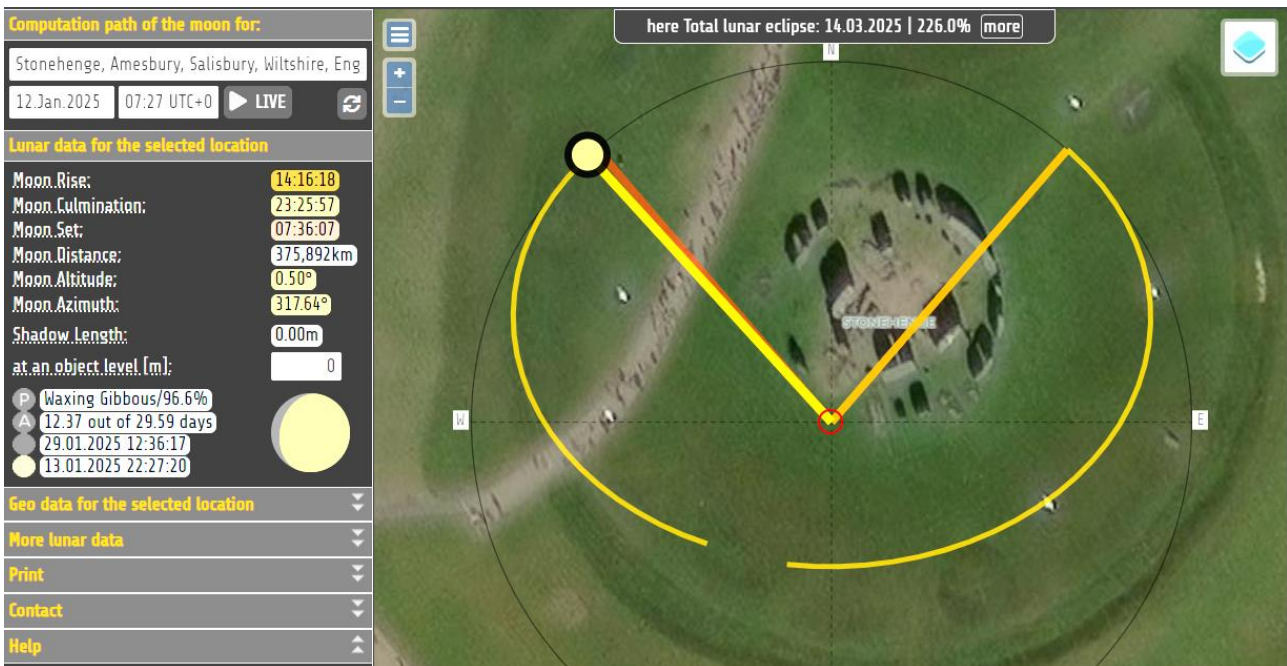 Computation path of the moon for:
Stonehenge, Amesbury, Salisbury, Wiltshire, Eng
12.Jan.2025 07:27 UTC+0 LIVE
Lunar data for the selected location
Moon Rise: 14:16:18
Moon Culmination: 23:25:57
Moon Set: 07:36:07
Moon Distance: 375,892km
Moon Altitude: 0.50°
Moon Azimuth: 317.64°
Shadow Length: 0.00m
at an object level [m]: 0
P Waxing Gibbous/96.6%
A 12.37 out of 29.59 days
29.01.2025 12:36:17
13.01.2025 22:27:20
Geo data for the selected location
More lunar data
Print
Contact
Help
here Total lunar eclipse: 14.03.2025 | 226.0% more
+
−
N
STONEHENGE
W
E